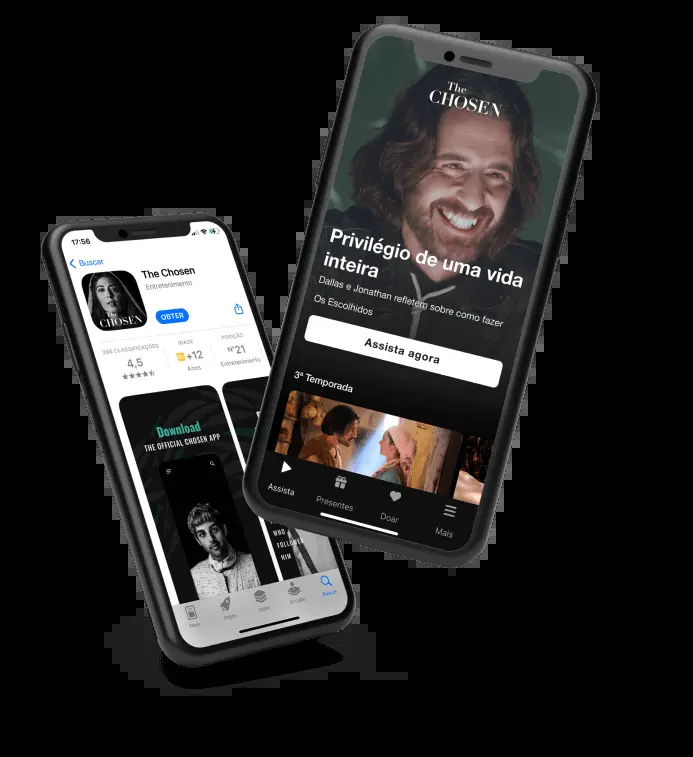 17:56
Buscar
The Chosen
Entretenimento
The
CHOSEN
OBTER
CLASSIFICAÇÕES
IDADE
POSIÇÃO
4,5
+12
Nº21
Anos
Entretenimento
Download
THE OFFICIAL CHOSEN APP
WHO
FOLLOWED
HIM
Hoje
Jogos
Apps
Arcade
Buscar
The
CHOSEN
Privilégio de uma vida
inteira
Dallas e Jonathan refletem sobre como fazer
Os Escolhidos
Assista agora
3ª Temporada
Assista
Presentes
Doar
Mais